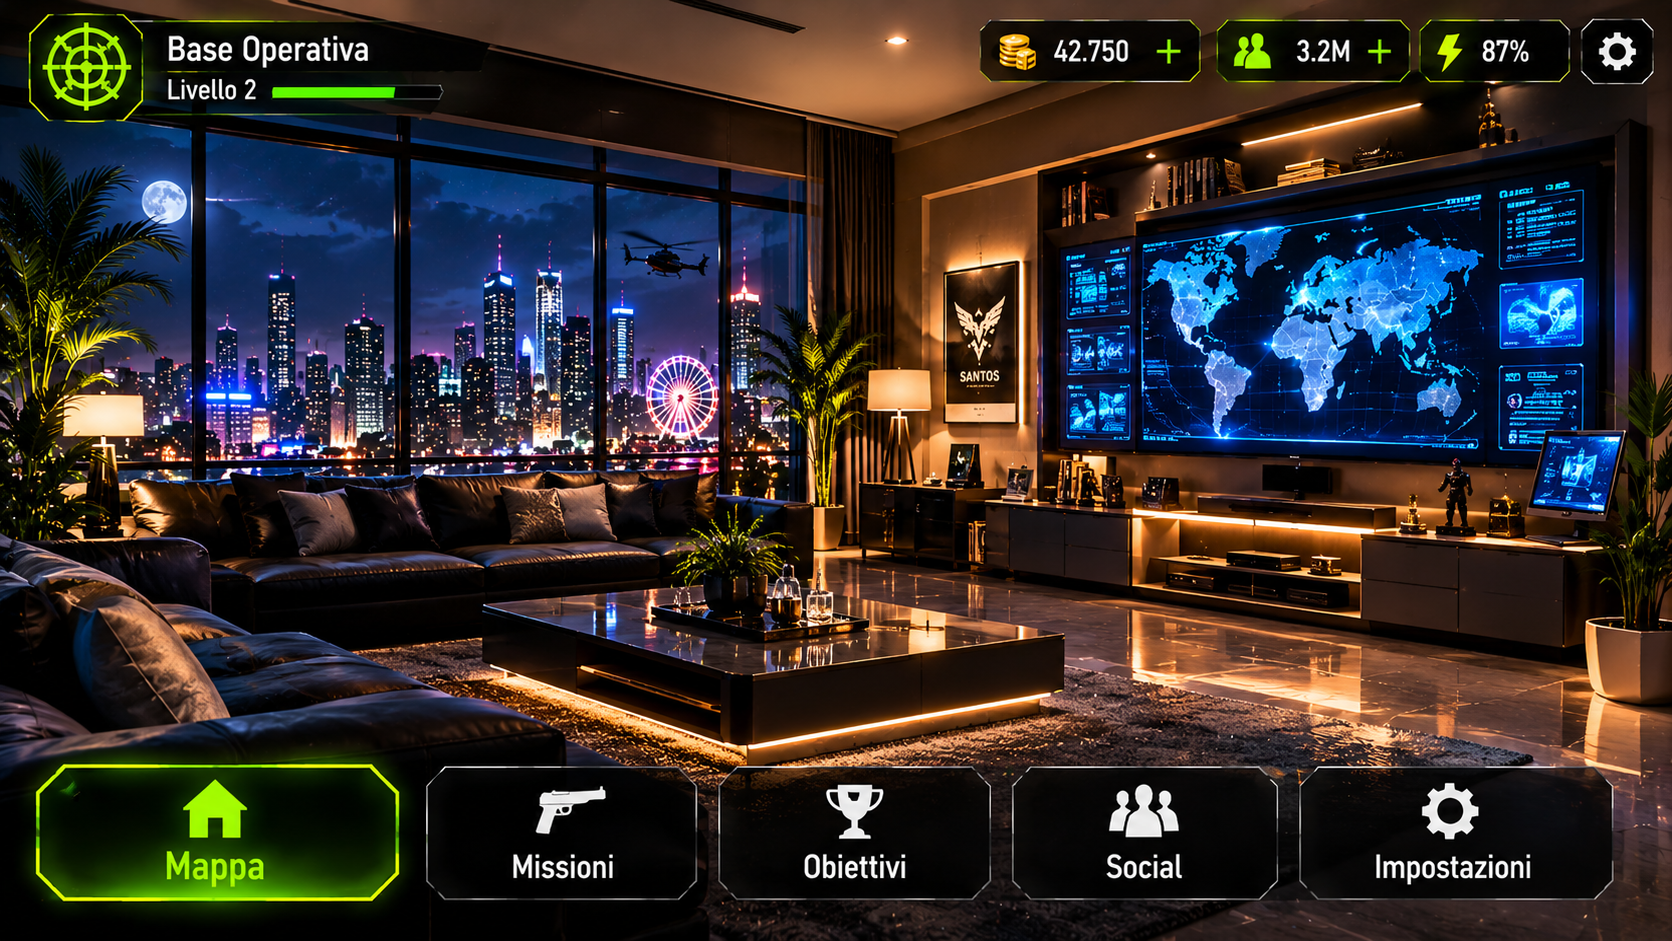 Base Operativa
Livello 2
42.750 +
3.2M +
87%
SANTOS
Mappa
Missioni
Obiettivi
Social
Impostazioni